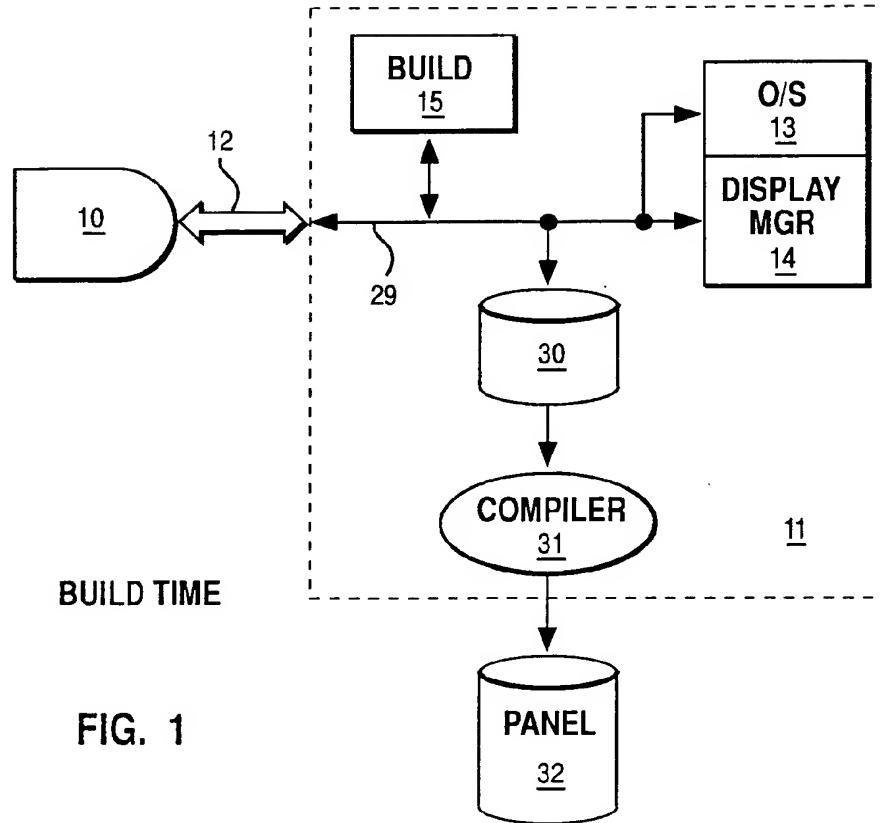 BUILD
15
O/S
13
12
10
DISPLAY
MGR
14
29
30
COMPILER
31
11
BUILD TIME
PANEL
32
FIG. 1